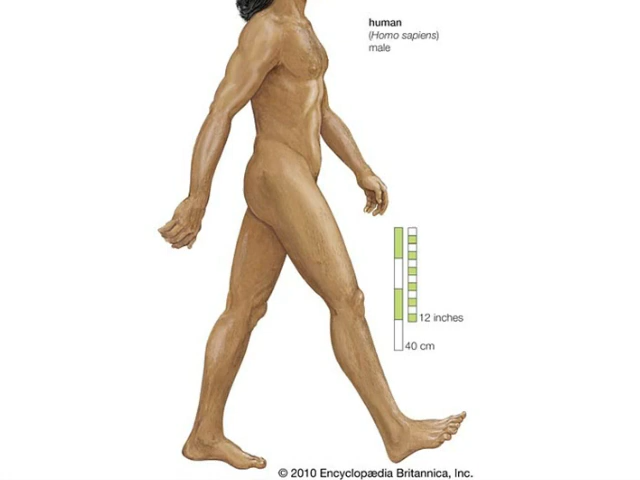 human
(Homo sapiens)
male
12 inches
40 cm
© 2010 Encyclopædia Britannica, Inc.